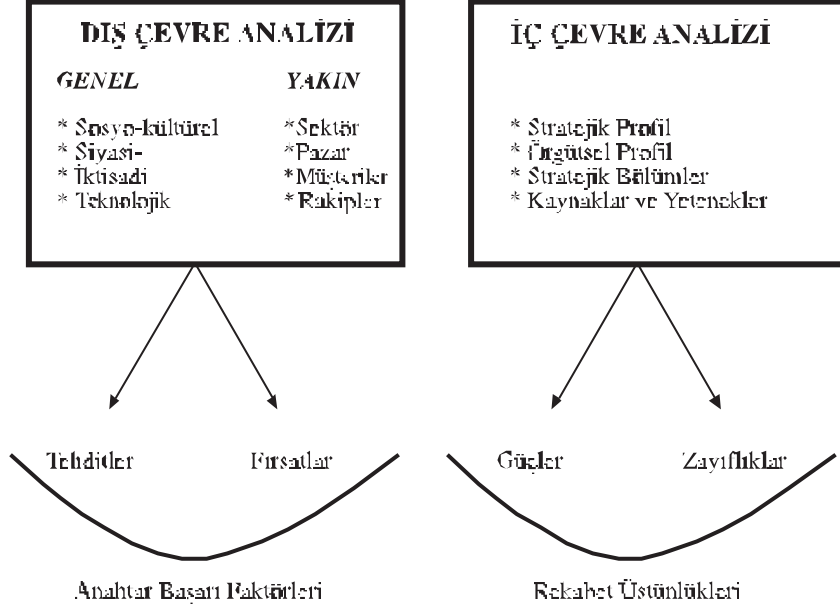 DIŞ ÇEVRE ANALİZİ
GENEL YAKIN
* Sosyo-kültürel *Sektör
* Siyasi- *Pazar
* İktisadi *Müşteriler
* Teknolojik *Rakipler
Tehditler Fırsatlar
Anahtar Başarı Faktörleri
İÇ ÇEVRE ANALİZİ
* Stratejik Profil
* Örgütsel Profil
* Stratejik Bölümler
* Kaynaklar ve Yetenekler
Güçler Zayıflıklar
Rekabet Üstünlükleri